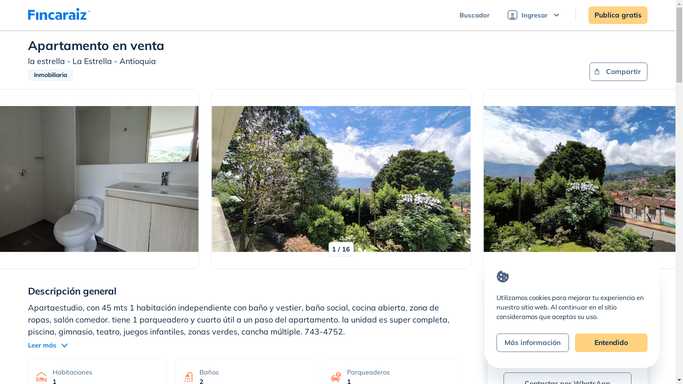 Fincaraiz
Buscador
Ingresar
Publica gratis
Apartamento en venta
la estrella - La Estrella - Antioquia
Inmobiliaria
Compartir
1 / 16
Descripción general
Apartaestudio, con 45 mts 1 habitación independiente con baño y vestier, baño social, cocina abierta, zona de
ropas, salón comedor. tiene 1 parqueadero y cuarto útil a un paso del apartamento. la unidad es super completa,
piscina, gimnasio, teatro, juegos infantiles, zonas verdes, cancha múltiple. 743-4752.
Leer más
Habitaciones
1
Baños
2
Parqueaderos
1
Utilizamos cookies para mejorar tu experiencia en
nuestro sitio web. Al continuar en el sitio
consideramos que aceptas su uso.
Más información
Entendido
Contactar por WhatsApp